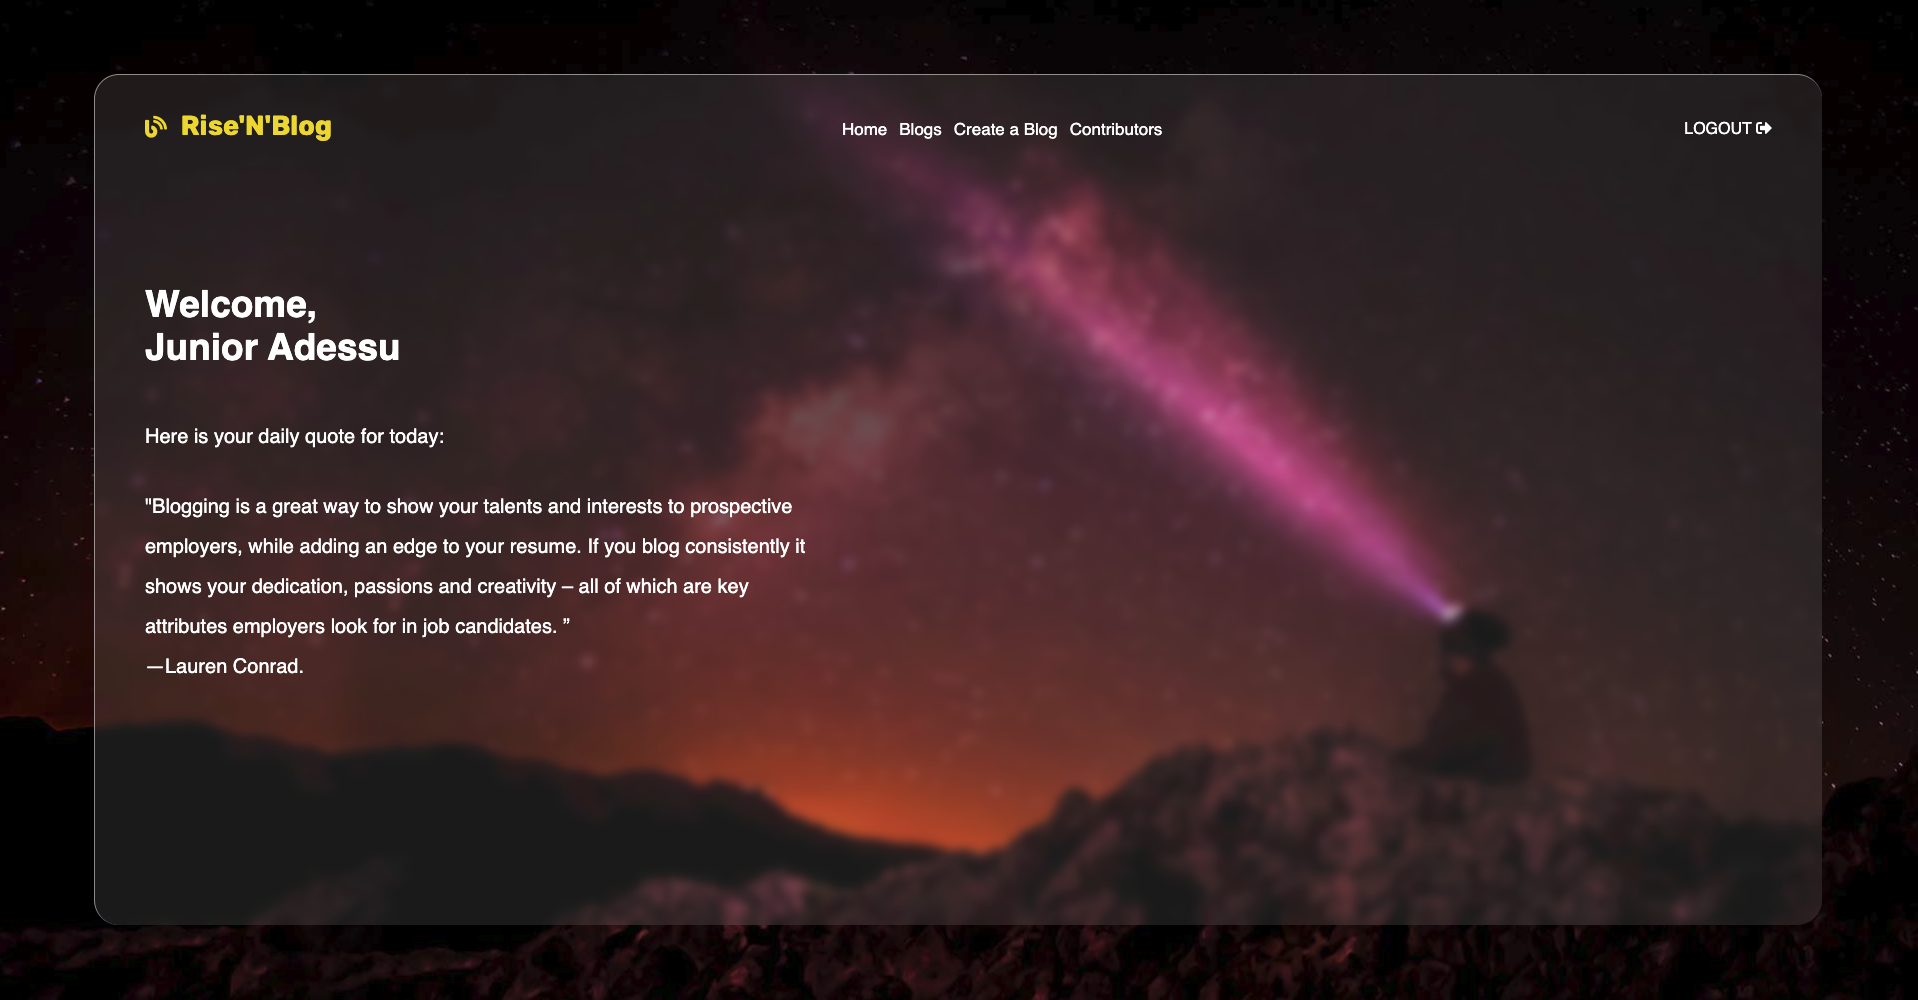 Rise'N'Blog
Home Blogs Create a Blog Contributors
LOGOUT
Welcome,
Junior Adessu
Here is your daily quote for today:
"Blogging is a great way to show your talents and interests to prospective
employers, while adding an edge to your resume. If you blog consistently it
shows your dedication, passions and creativity – all of which are key
attributes employers look for in job candidates. ”
—Lauren Conrad.